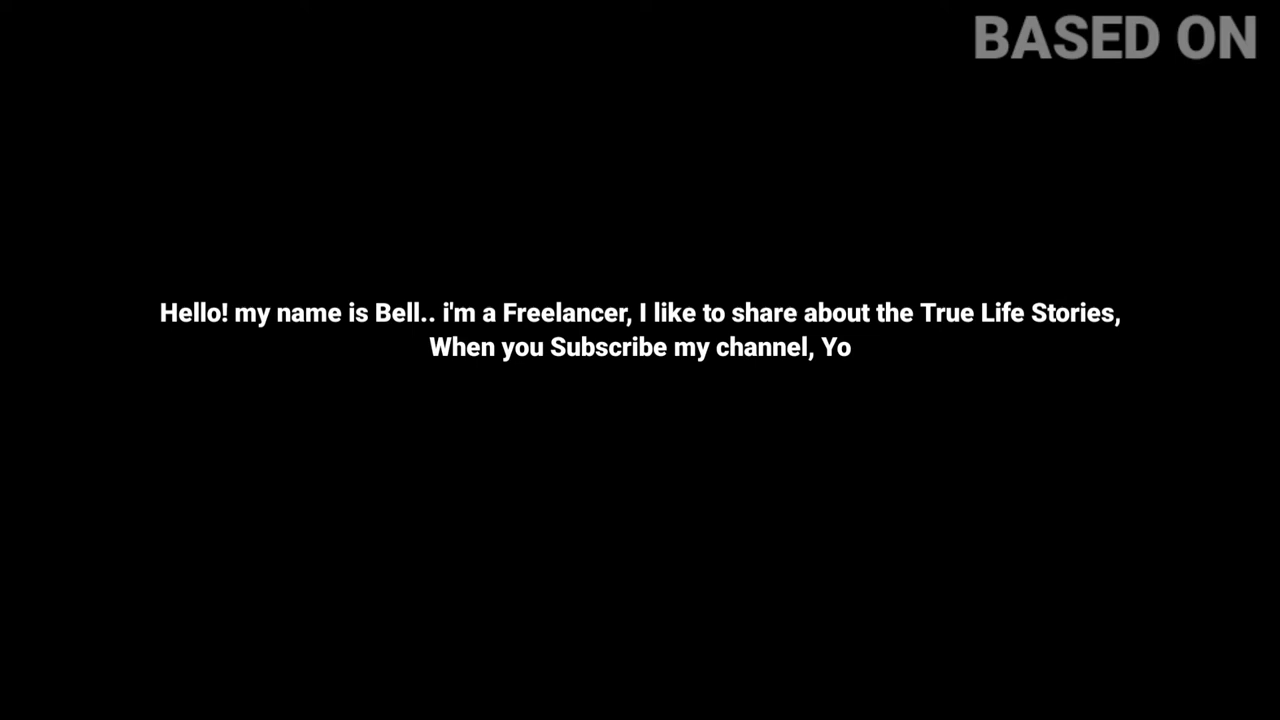 BASED ON
Hello! my name is Bell.. i'm a Freelancer, I like to share about the True Life Stories,
When you Subscribe my channel, Yo